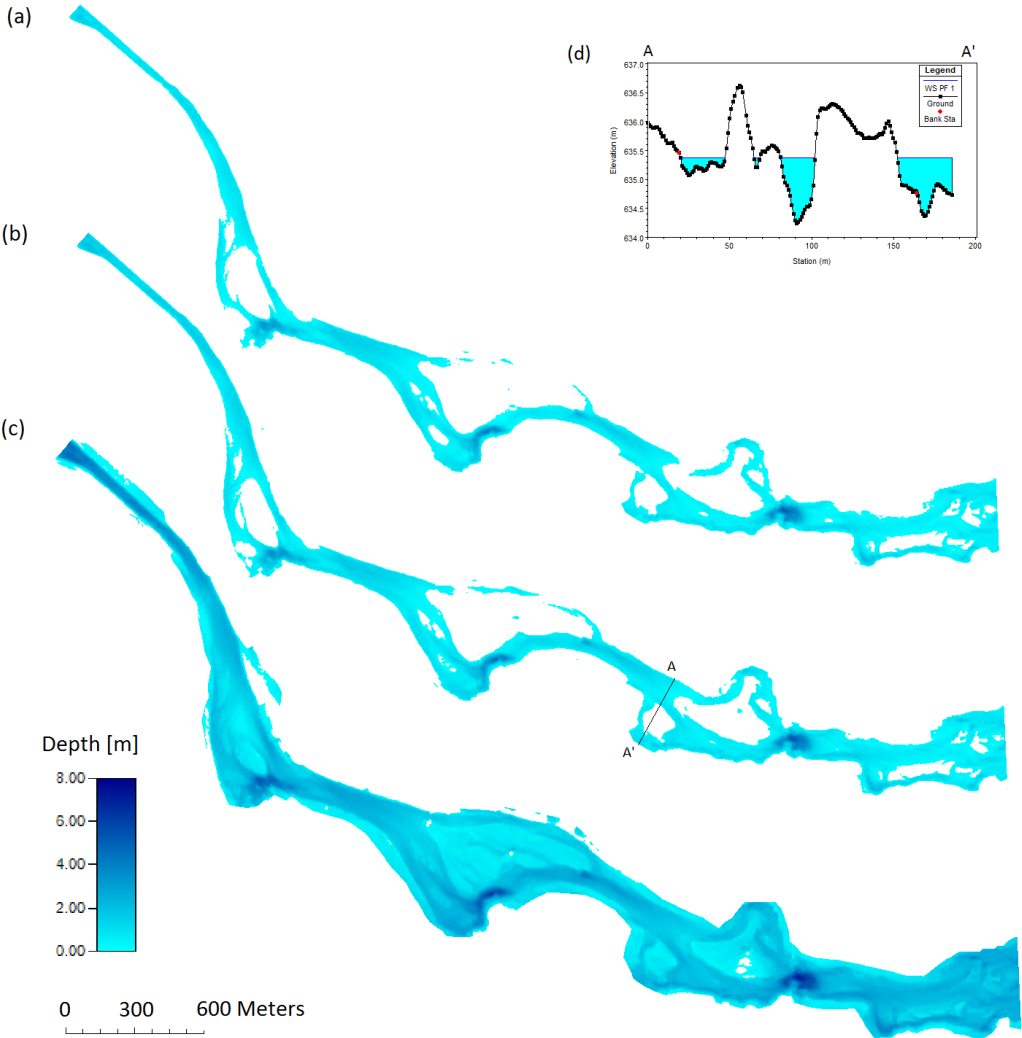 (a)
(d)
A
A'
637.0
636.5
636.0
635.5
635.0
634.5
634.0
Elevation (m)
0
50
100
150
200
Station (m)
Legend
WS PF 1
Ground
Bank Sta
(b)
(c)
A
A'
Depth [m]
8.00
6.00
4.00
2.00
0.00
0 300 600 Meters